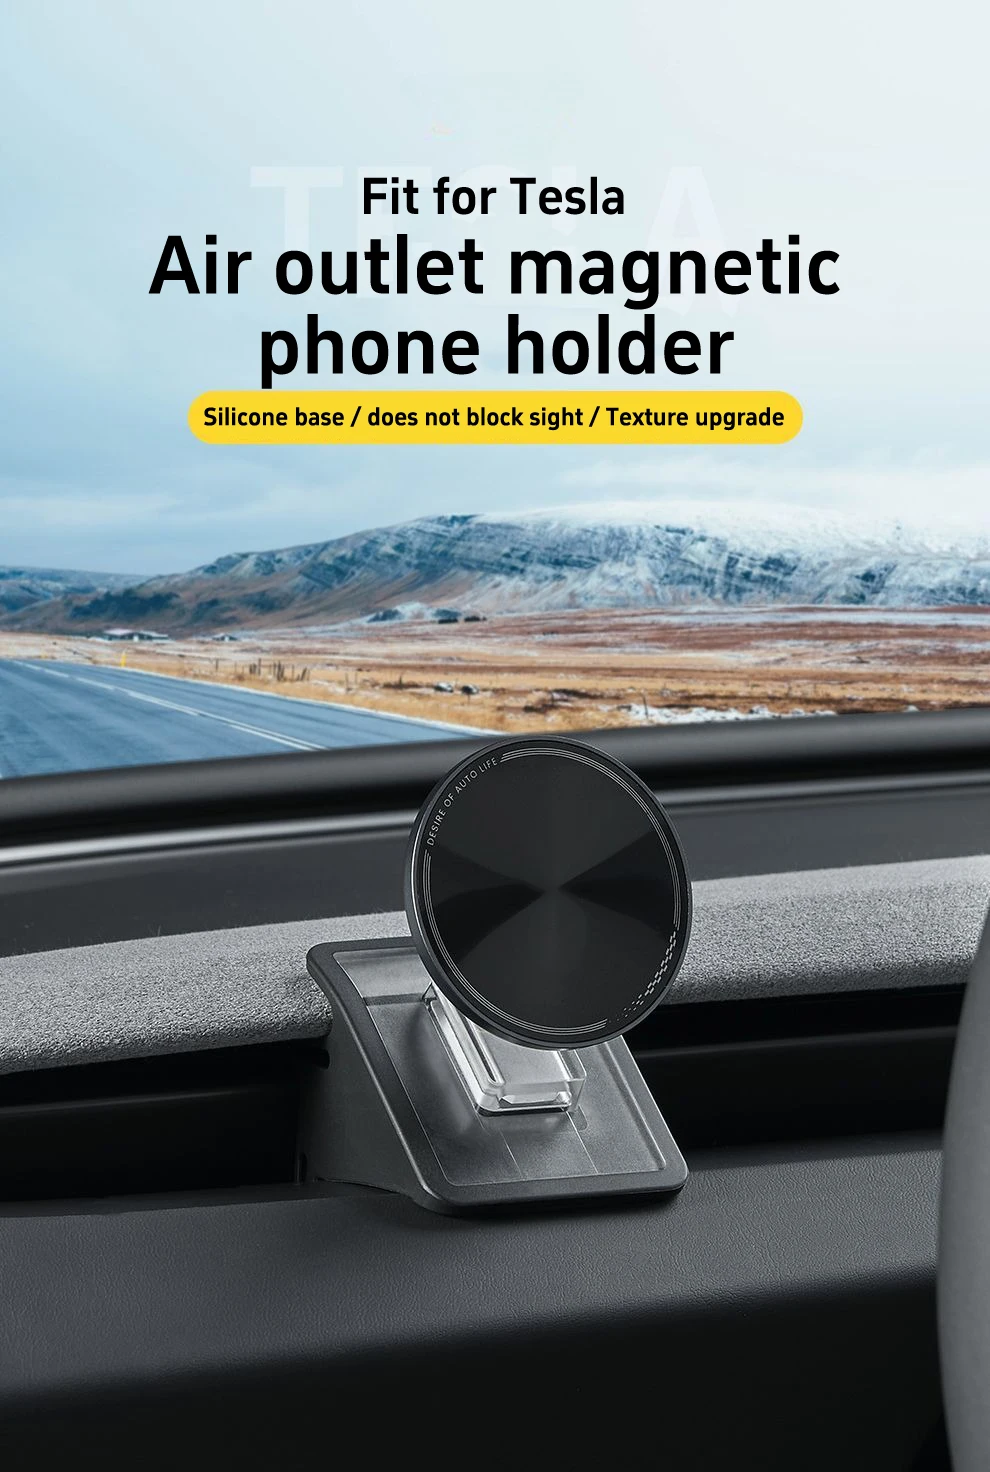 TESLA
Fit for Tesla
Air outlet magnetic
phone holder
Silicone base / does not block sight / Texture upgrade
DESIRE OF AUTO LIFE